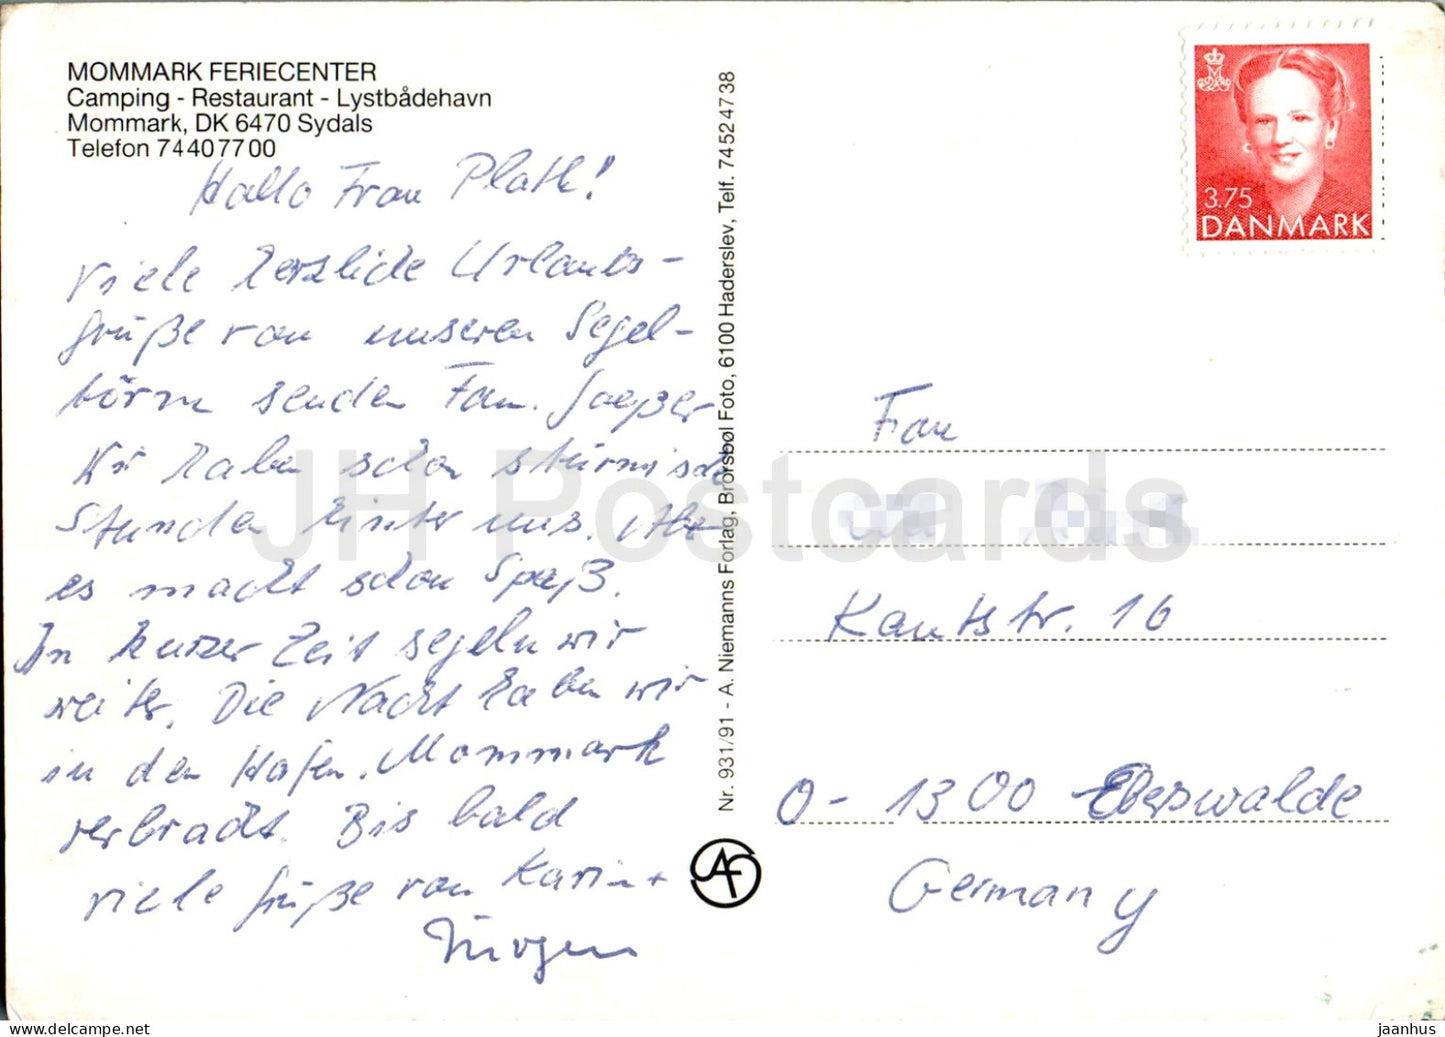 MOMMARK FERIECENTER
Camping - Restaurant - Lystbådehavn
Mommark, DK 6470 Sydals
Telefon 74407700
Hallo Frau Plath!
Viele herzliche Urlaubs-
grüße von unseren Segel-
törn senden Fam.
Wir haben schon stürmische
Stunden hinter uns. Aber
es macht schon Spaß.
In kurzer Zeit segeln wir
weiter. Die Nacht haben wir
in den Hafen Mommark
verbracht. Bis bald
viele Grüße von Karin +
Jürgen
Nr. 931/91 - A. Niemanns Forlag, Brorsbøl Foto, 6100 Haderslev, Telf. 74524738
3.75
DANMARK
Frau
Kantstr. 16
O-1300 Eberswalde
Germany
JH Postcards
jaanhus
www.delcampe.net